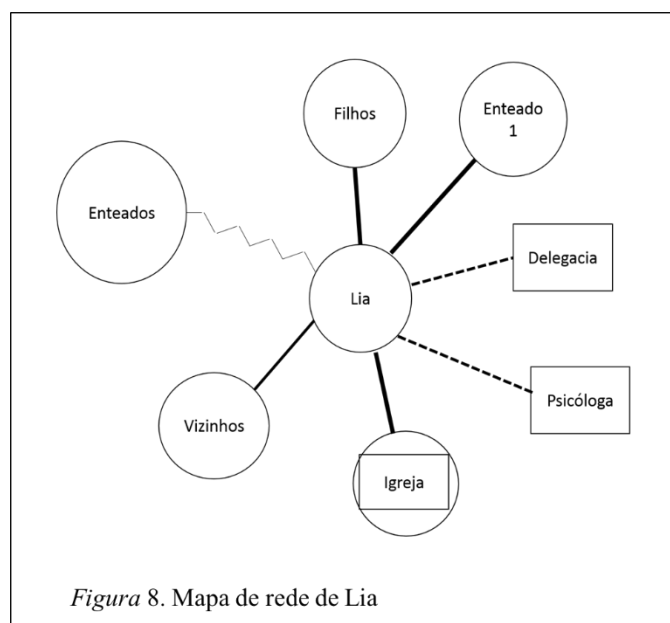 Filhos
Enteado
1
Enteados
Delegacia
Lia
Psicóloga
Vizinhos
Igreja
Figura 8. Mapa de rede de Lia